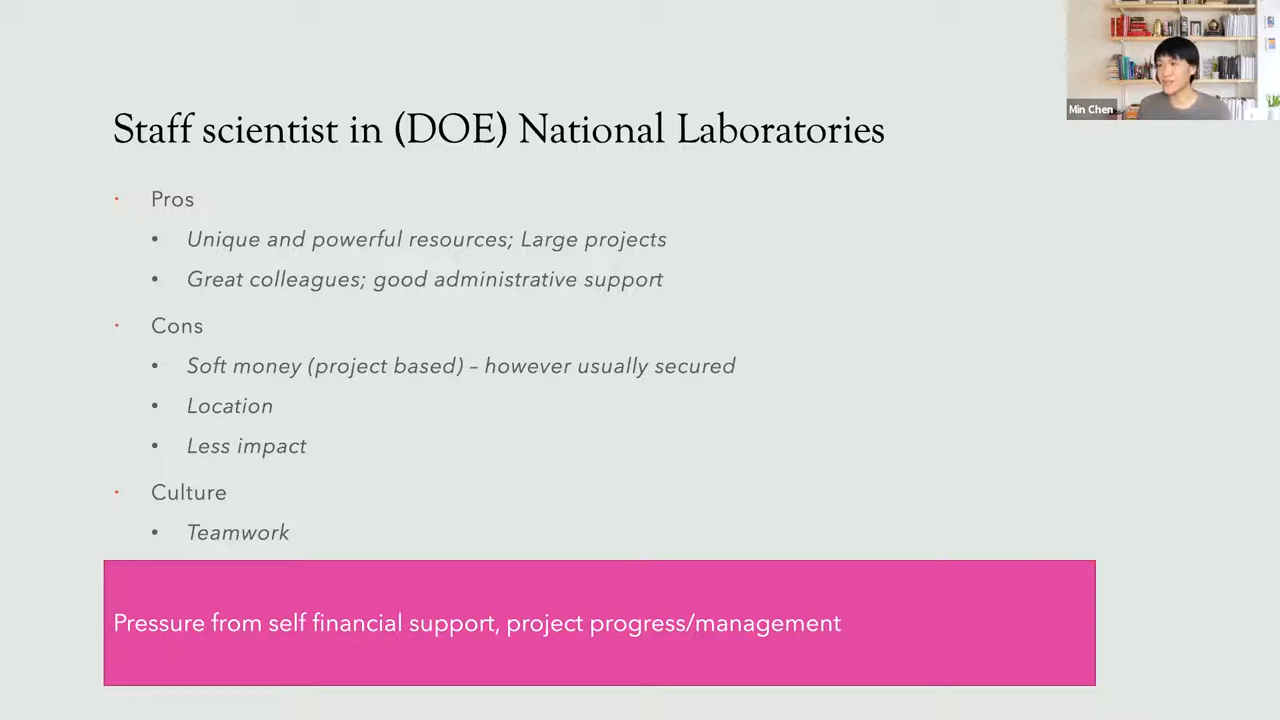 Min Chen
Staff scientist in (DOE) National Laboratories
• Pros
• Unique and powerful resources; Large projects
• Great colleagues; good administrative support
• Cons
• Soft money (project based) – however usually secured
• Location
• Less impact
• Culture
• Teamwork
Pressure from self financial support, project progress/management